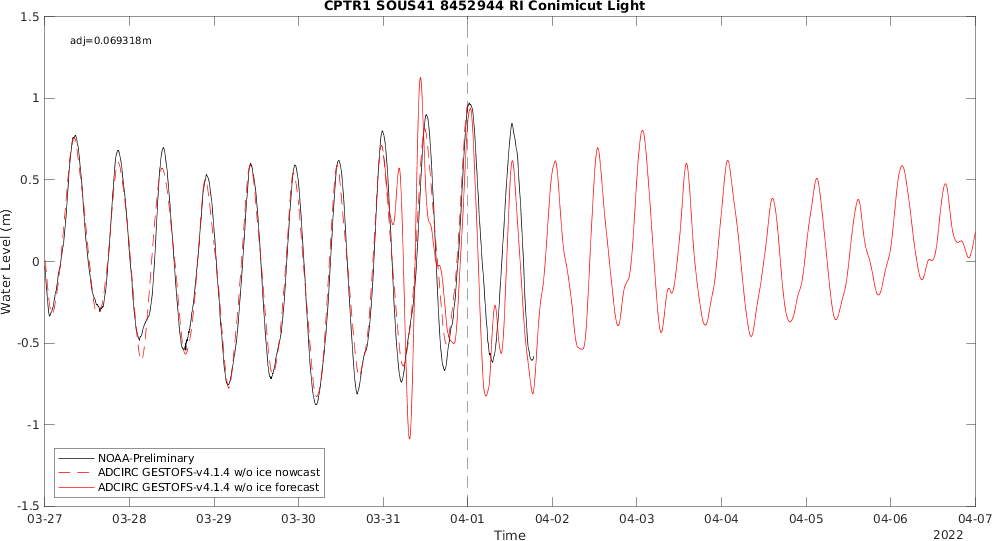 CPTR1 SOUS41 8452944 RI Conimicut Light
adj=0.069318m
1.5
1
0.5
0
-0.5
-1
-1.5
Water Level (m)
NOAA-Preliminary
ADCIRC GESTOFS-v4.1.4 w/o ice nowcast
ADCIRC GESTOFS-v4.1.4 w/o ice forecast
03-27 03-28 03-29 03-30 03-31 04-01 04-02 04-03 04-04 04-05 04-06 04-07
Time
2022